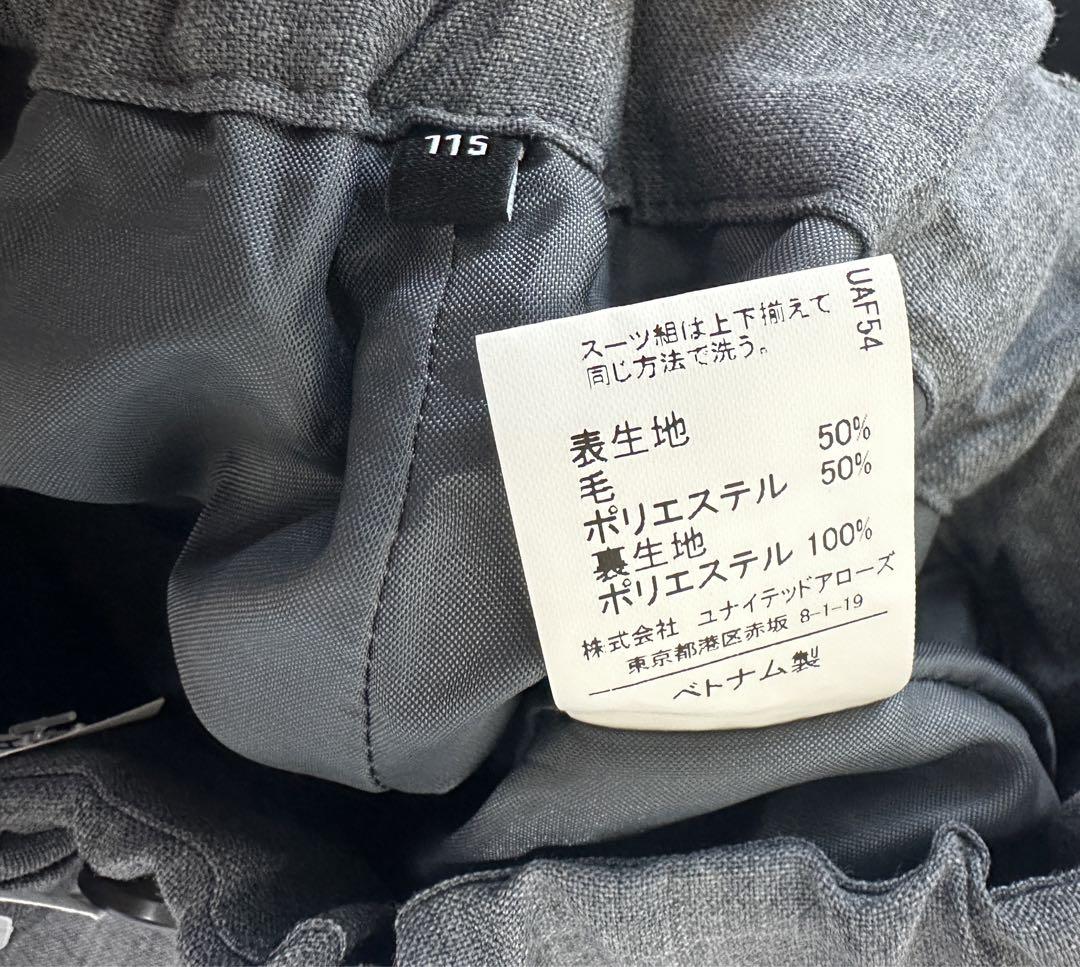 115
UAF54
スーツ組は上下揃えて
同じ方法で洗う。
表生地
毛 50%
ポリエステル 50%
裏生地
ポリエステル 100%
株式会社 ユナイテッドアローズ
東京都港区赤坂 8-1-19
ベトナム製